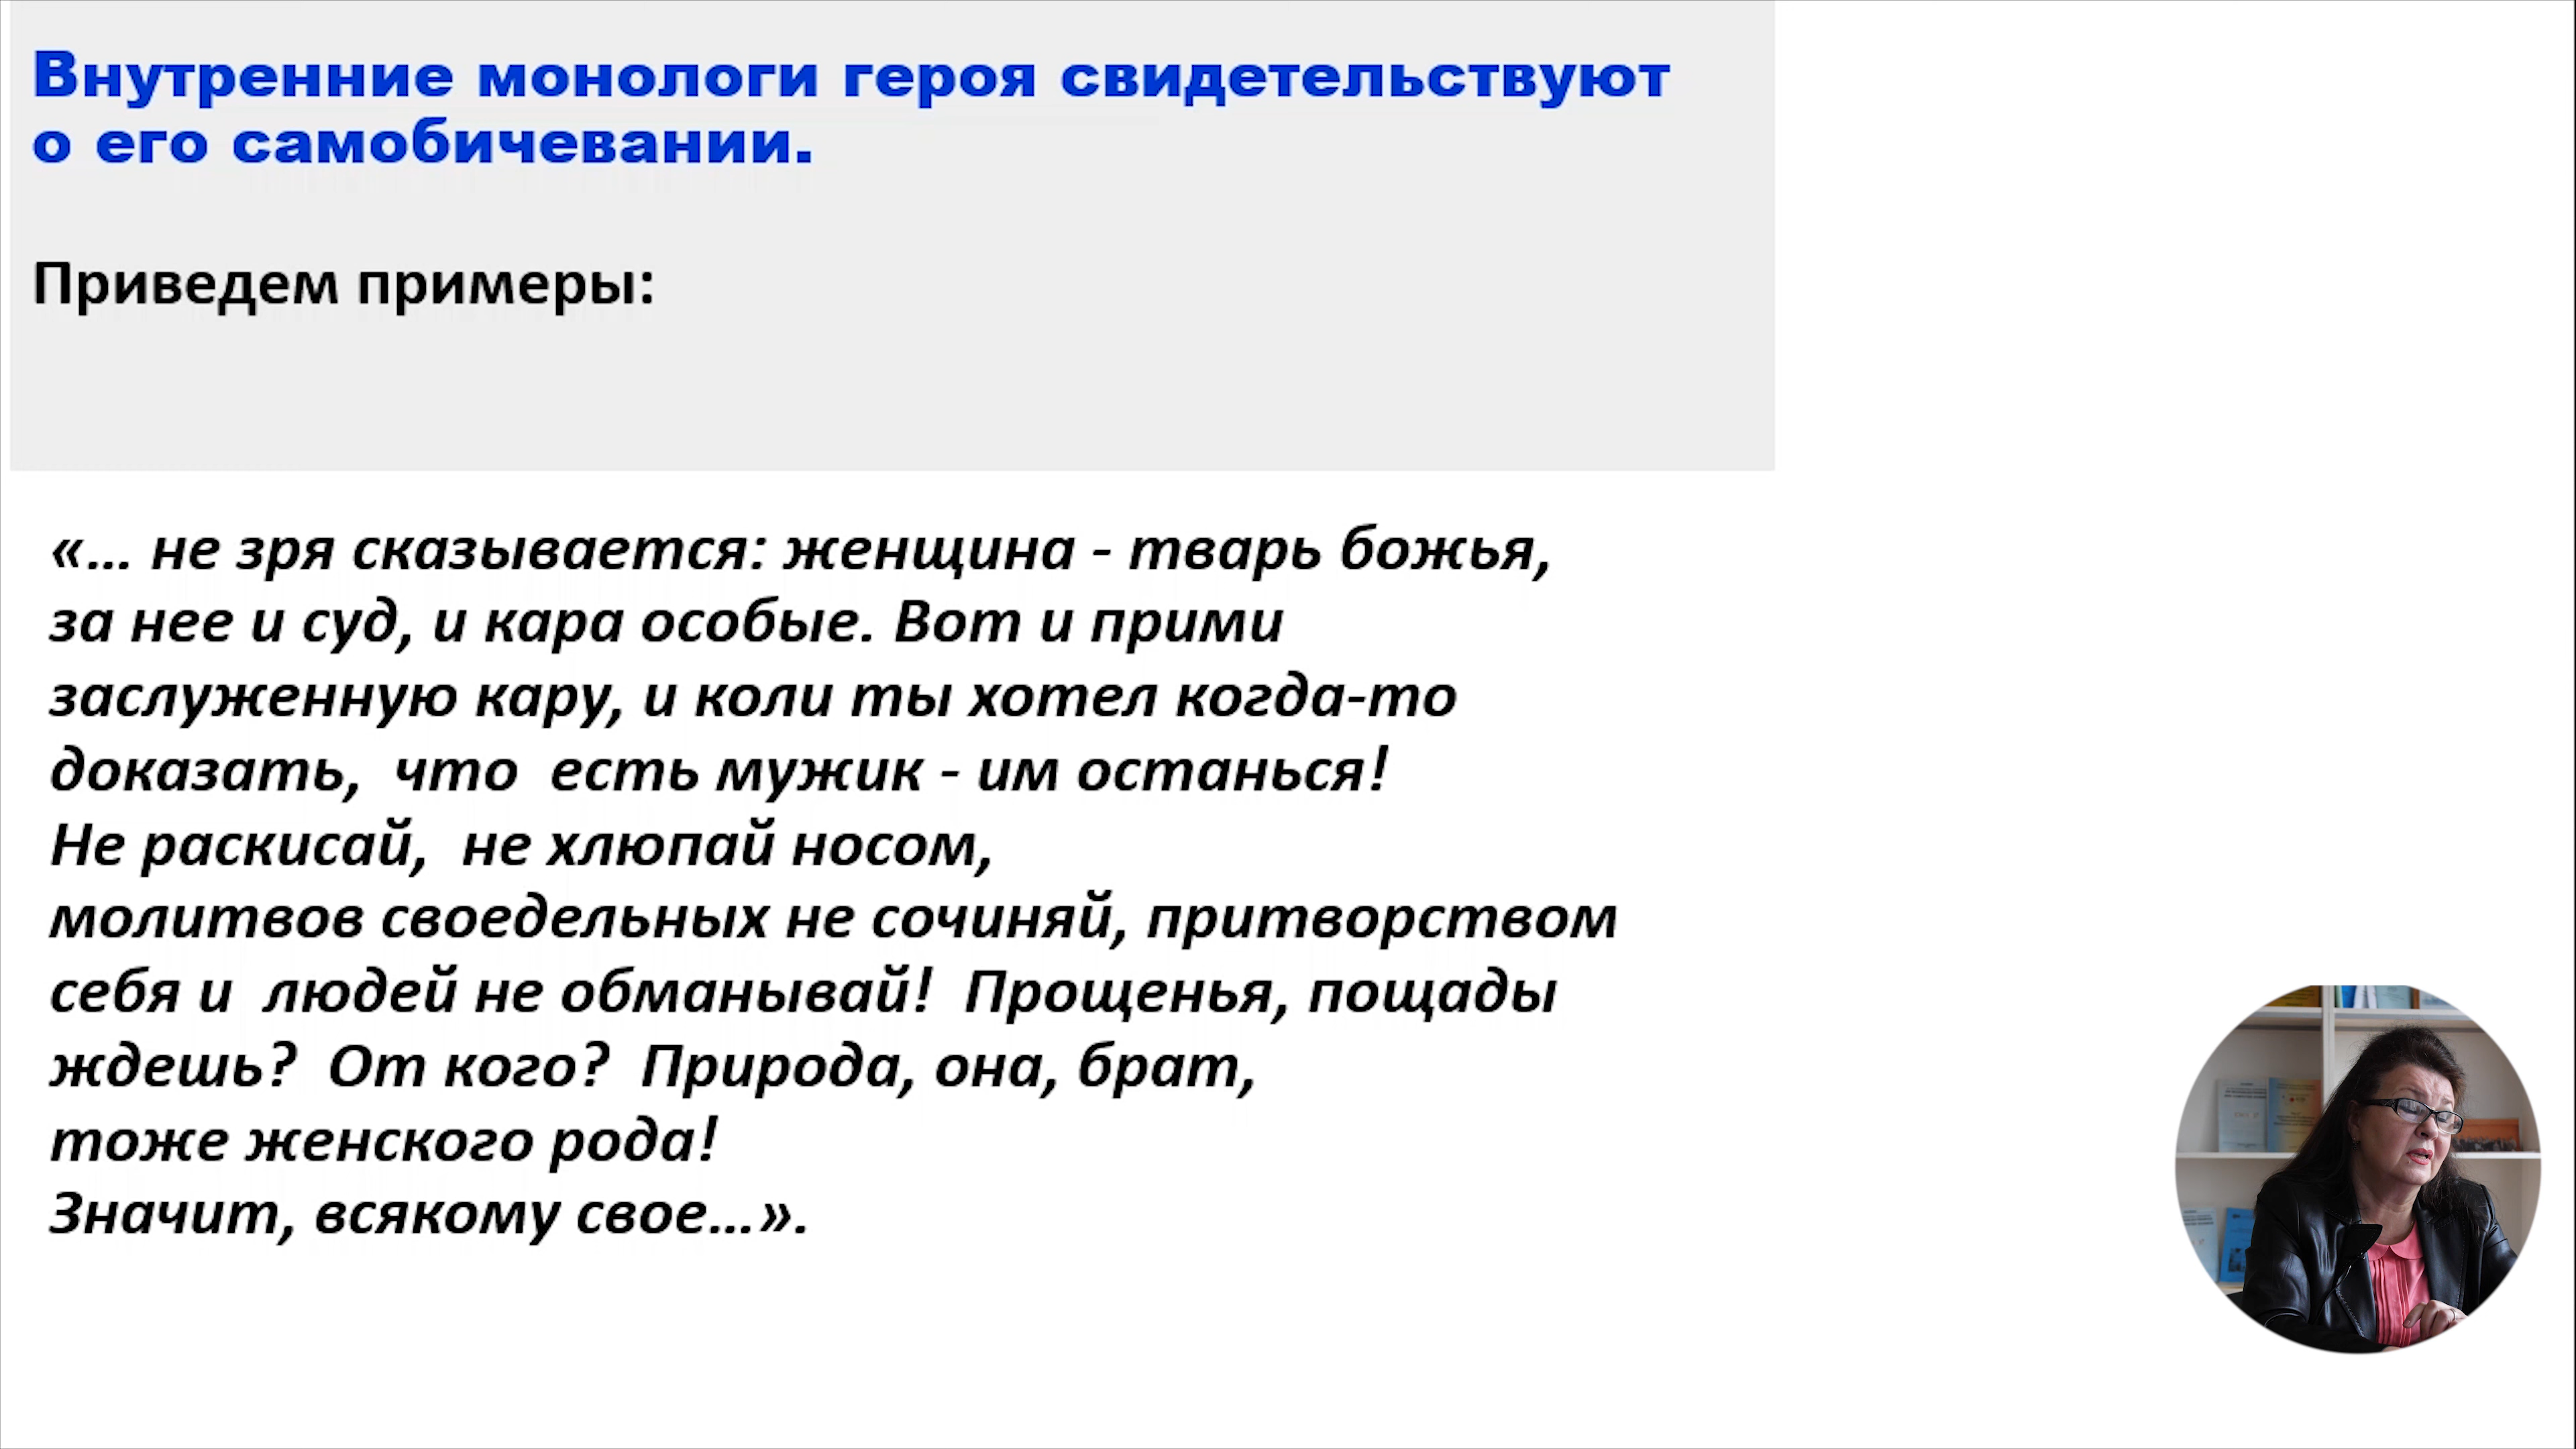 Внутренние монологи героя свидетельствуют
о его самобичевании.
Приведем примеры:
«... не зря сказывается: женщина - тварь божья,
за нее и суд, и кара особые. Вот и прими
заслуженную кару, и коли ты хотел когда-то
доказать, что есть мужик - им останься!
Не раскисай, не хлюпай носом,
молитвов своедельных не сочиняй, притворством
себя и людей не обманывай! Прощенья, пощады
ждешь? От кого? Природа, она, брат,
тоже женского рода!
Значит, всякому свое...».